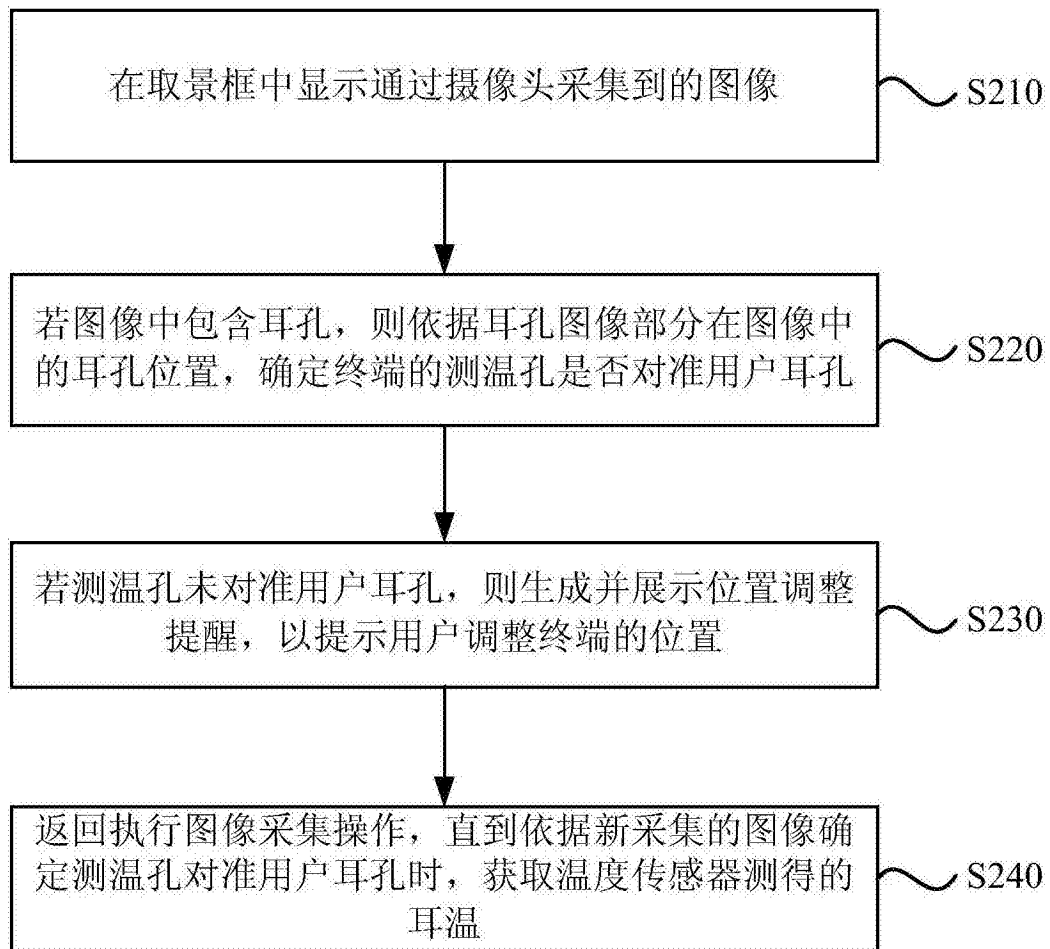 在取景框中显示通过摄像头采集到的图像
S210
若图像中包含耳孔，则依据耳孔图像部分在图像中
的耳孔位置，确定终端的测温孔是否对准用户耳孔
S220
若测温孔未对准用户耳孔，则生成并展示位置调整
提醒，以提示用户调整终端的位置
S230
返回执行图像采集操作，直到依据新采集的图像确
定测温孔对准用户耳孔时，获取温度传感器测得的
耳温
S240